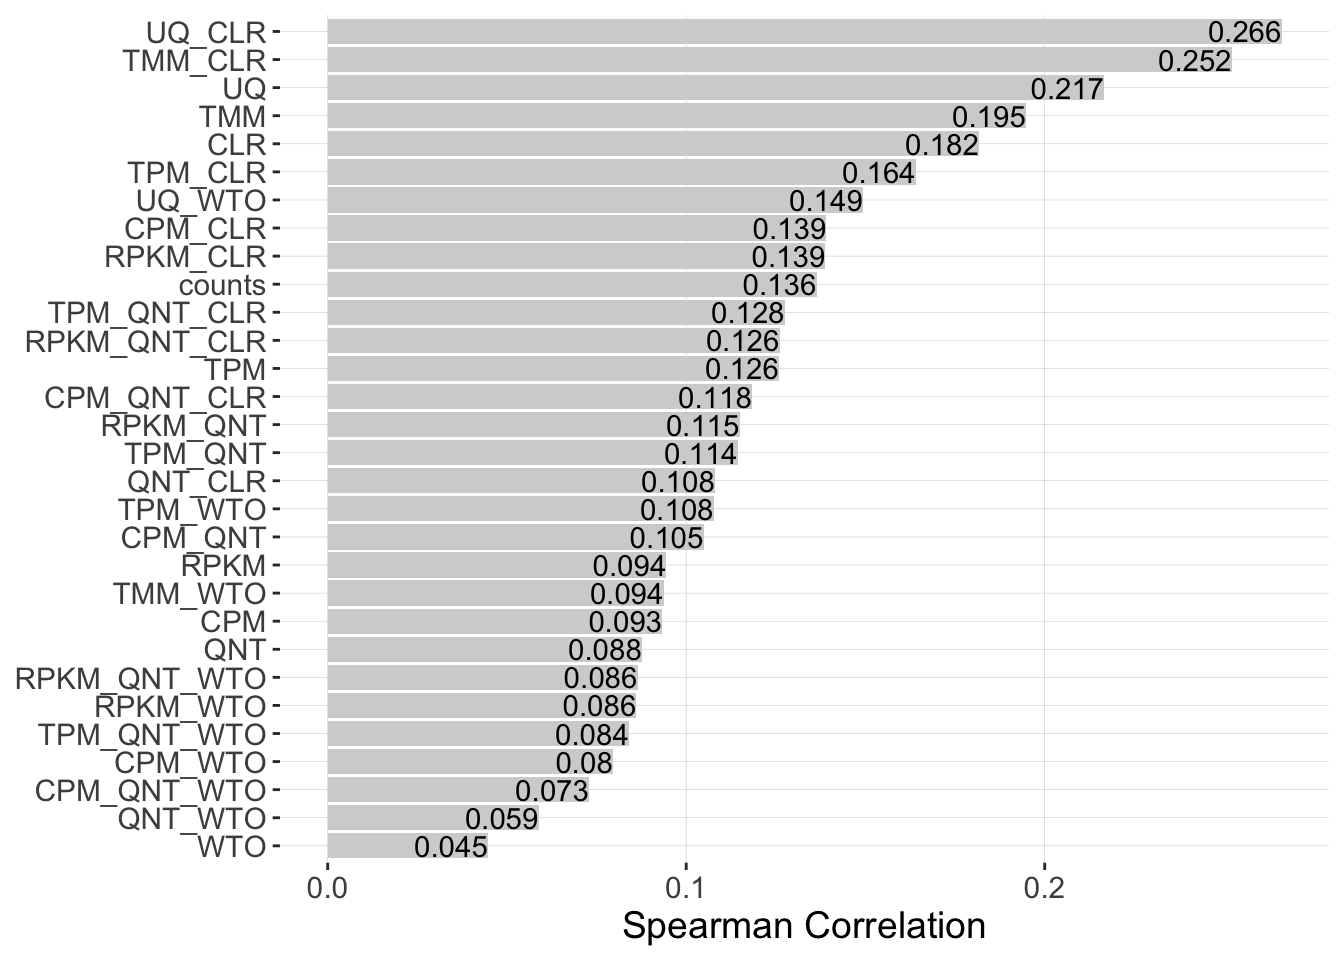 UQ_CLR 0.266
TMM_CLR 0.252
UQ 0.217
TMM 0.195
CLR 0.182
TPM_CLR 0.164
UQ_WTO 0.149
CPM_CLR 0.139
RPKM_CLR 0.139
counts 0.136
TPM_QNT_CLR 0.128
RPKM_QNT_CLR 0.126
TPM 0.126
CPM_QNT_CLR 0.118
RPKM_QNT 0.115
TPM_QNT 0.114
QNT_CLR 0.108
TPM_WTO 0.108
CPM_QNT 0.105
RPKM 0.094
TMM_WTO 0.094
CPM 0.093
QNT 0.088
RPKM_QNT_WTO 0.086
RPKM_WTO 0.086
TPM_QNT_WTO 0.084
CPM_WTO 0.08
CPM_QNT_WTO 0.073
QNT_WTO 0.059
WTO 0.045
0.0 0.1 0.2
Spearman Correlation